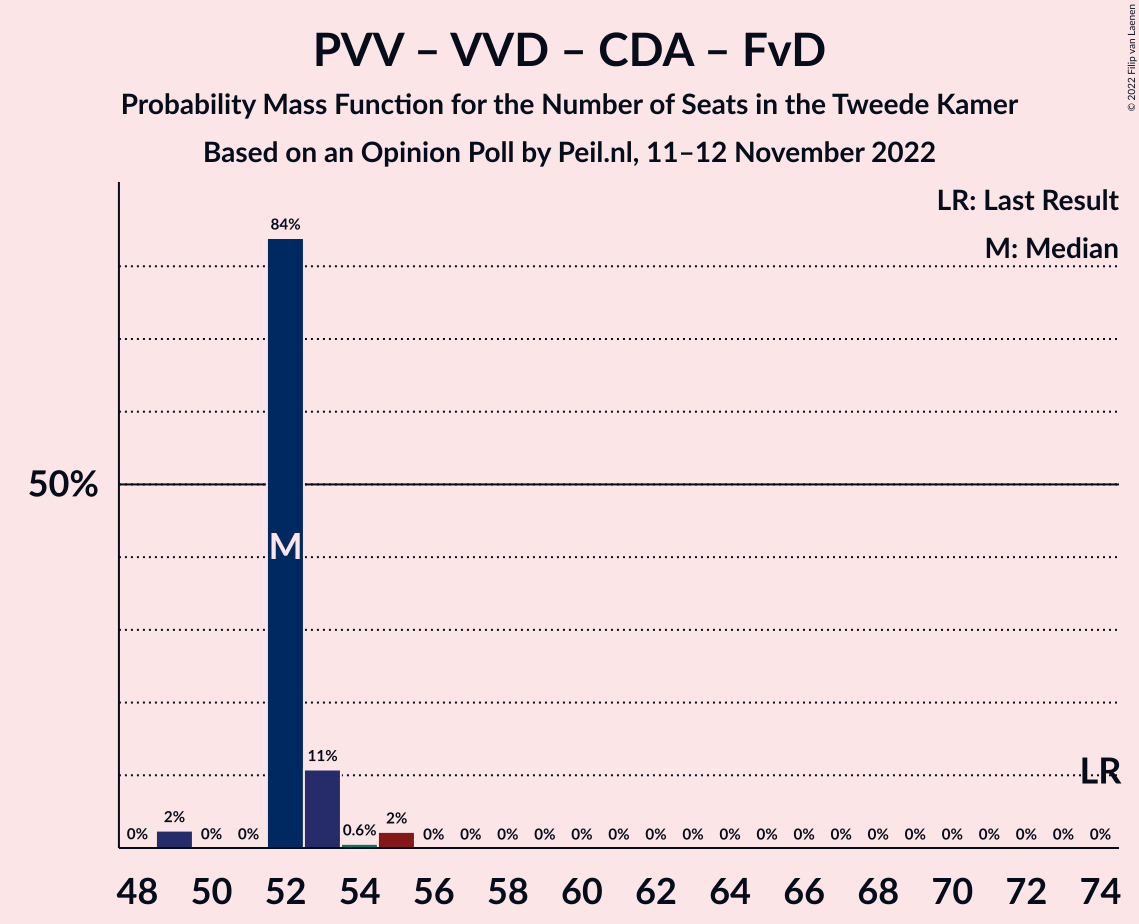 PVV – VVD – CDA – FvD
Probability Mass Function for the Number of Seats in the Tweede Kamer
Based on an Opinion Poll by Peil.nl, 11–12 November 2022
© 2022 Filip van Laenen
LR: Last Result
M: Median
84%
50%
M
11%
LR
0% 2% 0% 0% 0.6% 2% 0% 0% 0% 0% 0% 0% 0% 0% 0% 0% 0% 0% 0% 0% 0% 0% 0% 0% 0%
48 50 52 54 56 58 60 62 64 66 68 70 72 74